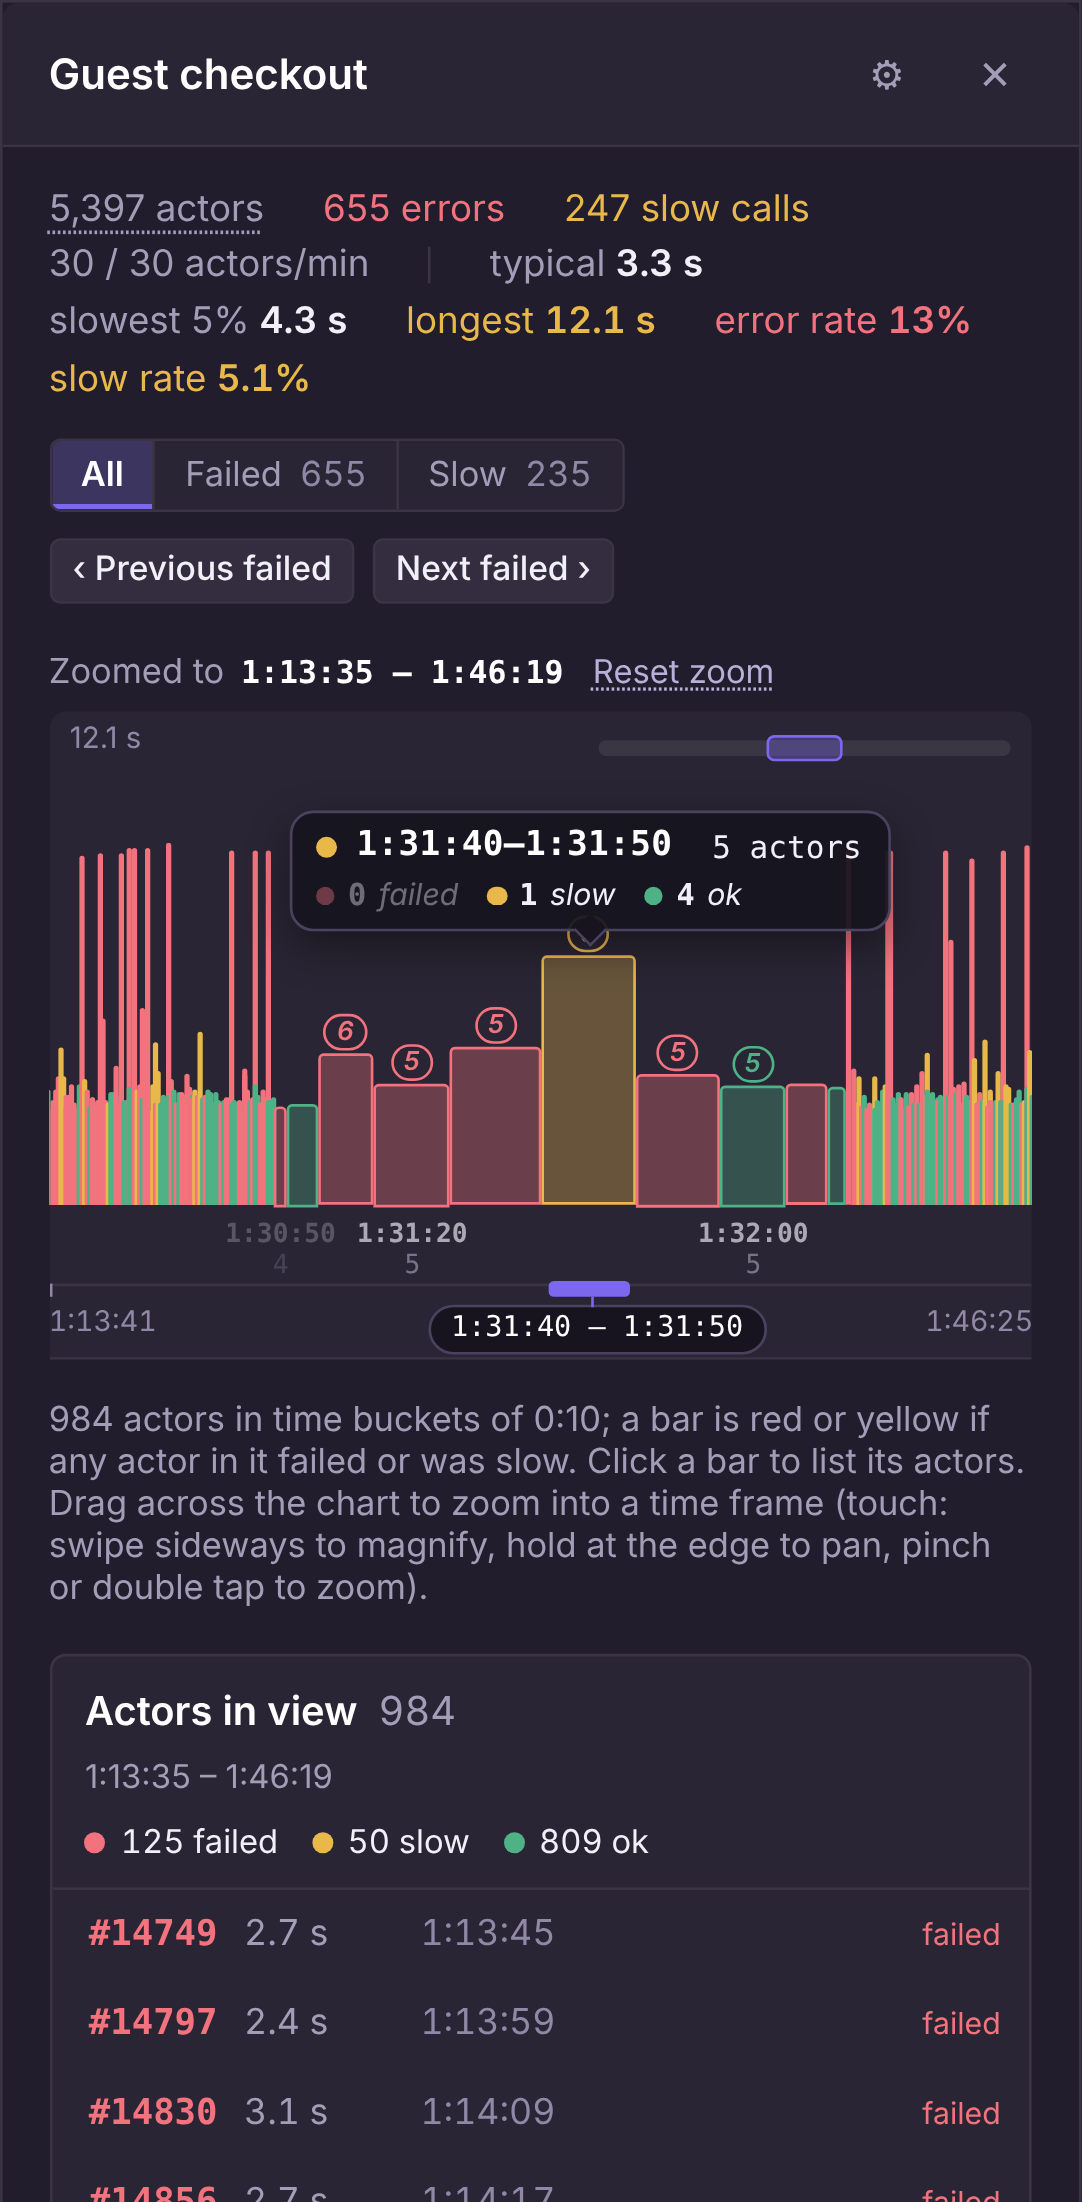 Guest checkout
5,397 actors 655 errors 247 slow calls
30 / 30 actors/min typical 3.3 s
slowest 5% 4.3 s longest 12.1 s error rate 13%
slow rate 5.1%
All Failed 655 Slow 235
‹ Previous failed Next failed ›
Zoomed to 1:13:35 – 1:46:19 Reset zoom
12.1 s
1:31:40–1:31:50 5 actors
0 failed 1 slow 4 ok
6 5 5 5 5
1:30:50 1:31:20 1:32:00
4 5 5
1:13:41 1:31:40 – 1:31:50 1:46:25
984 actors in time buckets of 0:10; a bar is red or yellow if
any actor in it failed or was slow. Click a bar to list its actors.
Drag across the chart to zoom into a time frame (touch:
swipe sideways to magnify, hold at the edge to pan, pinch
or double tap to zoom).
Actors in view 984
1:13:35 – 1:46:19
125 failed 50 slow 809 ok
#14749 2.7 s 1:13:45 failed
#14797 2.4 s 1:13:59 failed
#14830 3.1 s 1:14:09 failed
#14856 2.7 s 1:14:17 failed